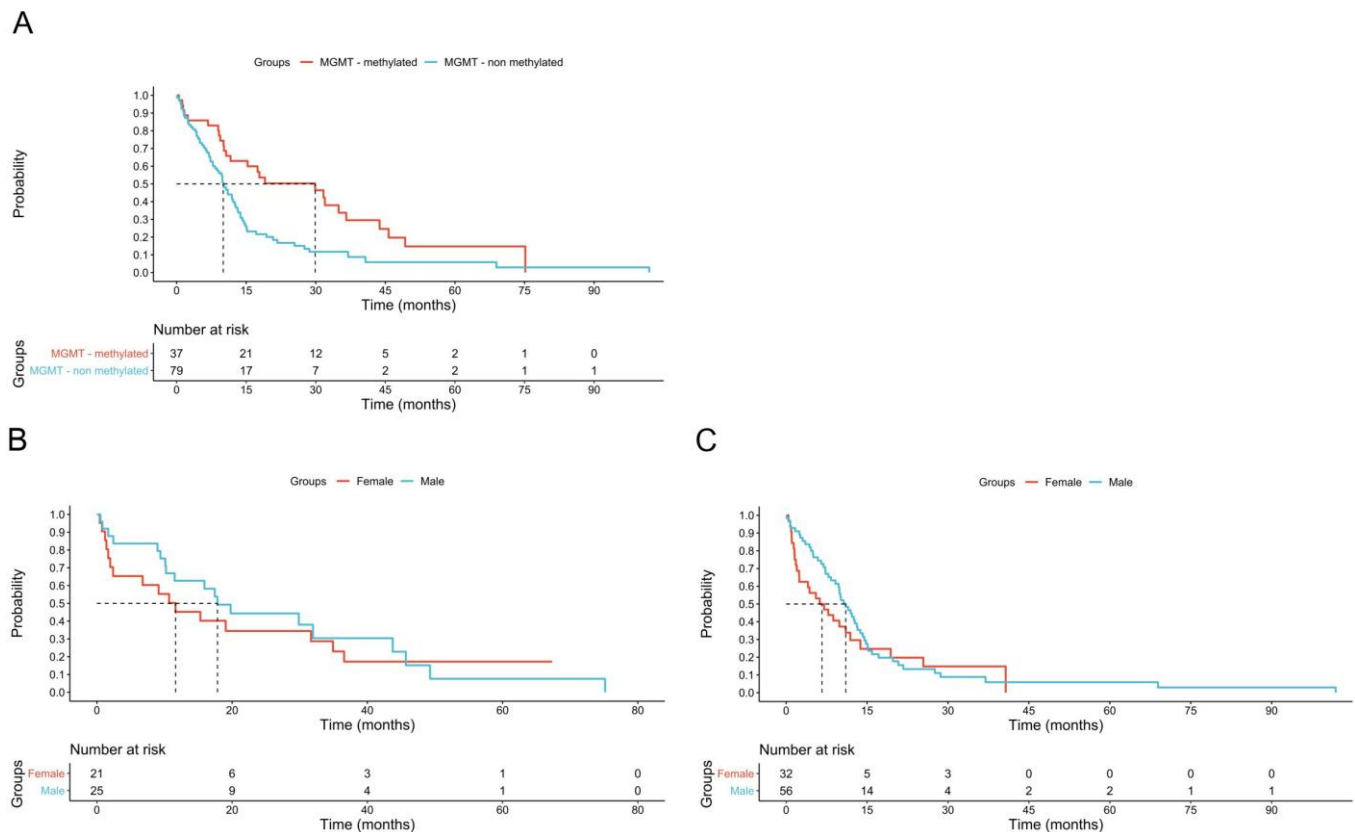 A
Groups MGMT - methylated MGMT - non methylated
Probability
1.0
0.9
0.8
0.7
0.6
0.5
0.4
0.3
0.2
0.1
0.0
0 15 30 45 60 75 90
Time (months)
Number at risk
Groups
MGMT - methylated 37 21 12 5 2 1 0
MGMT - non methylated 79 17 7 2 2 1 1
0 15 30 45 60 75 90
Time (months)
B
Groups Female Male
Probability
1.0
0.9
0.8
0.7
0.6
0.5
0.4
0.3
0.2
0.1
0.0
0 20 40 60 80
Time (months)
Number at risk
Groups
Female 21 6 3 1 0
Male 25 9 4 1 0
0 20 40 60 80
Time (months)
C
Groups Female Male
Probability
1.0
0.9
0.8
0.7
0.6
0.5
0.4
0.3
0.2
0.1
0.0
0 15 30 45 60 75 90
Time (months)
Number at risk
Groups
Female 32 5 3 0 0 0 0
Male 56 14 4 2 2 1 1
0 15 30 45 60 75 90
Time (months)